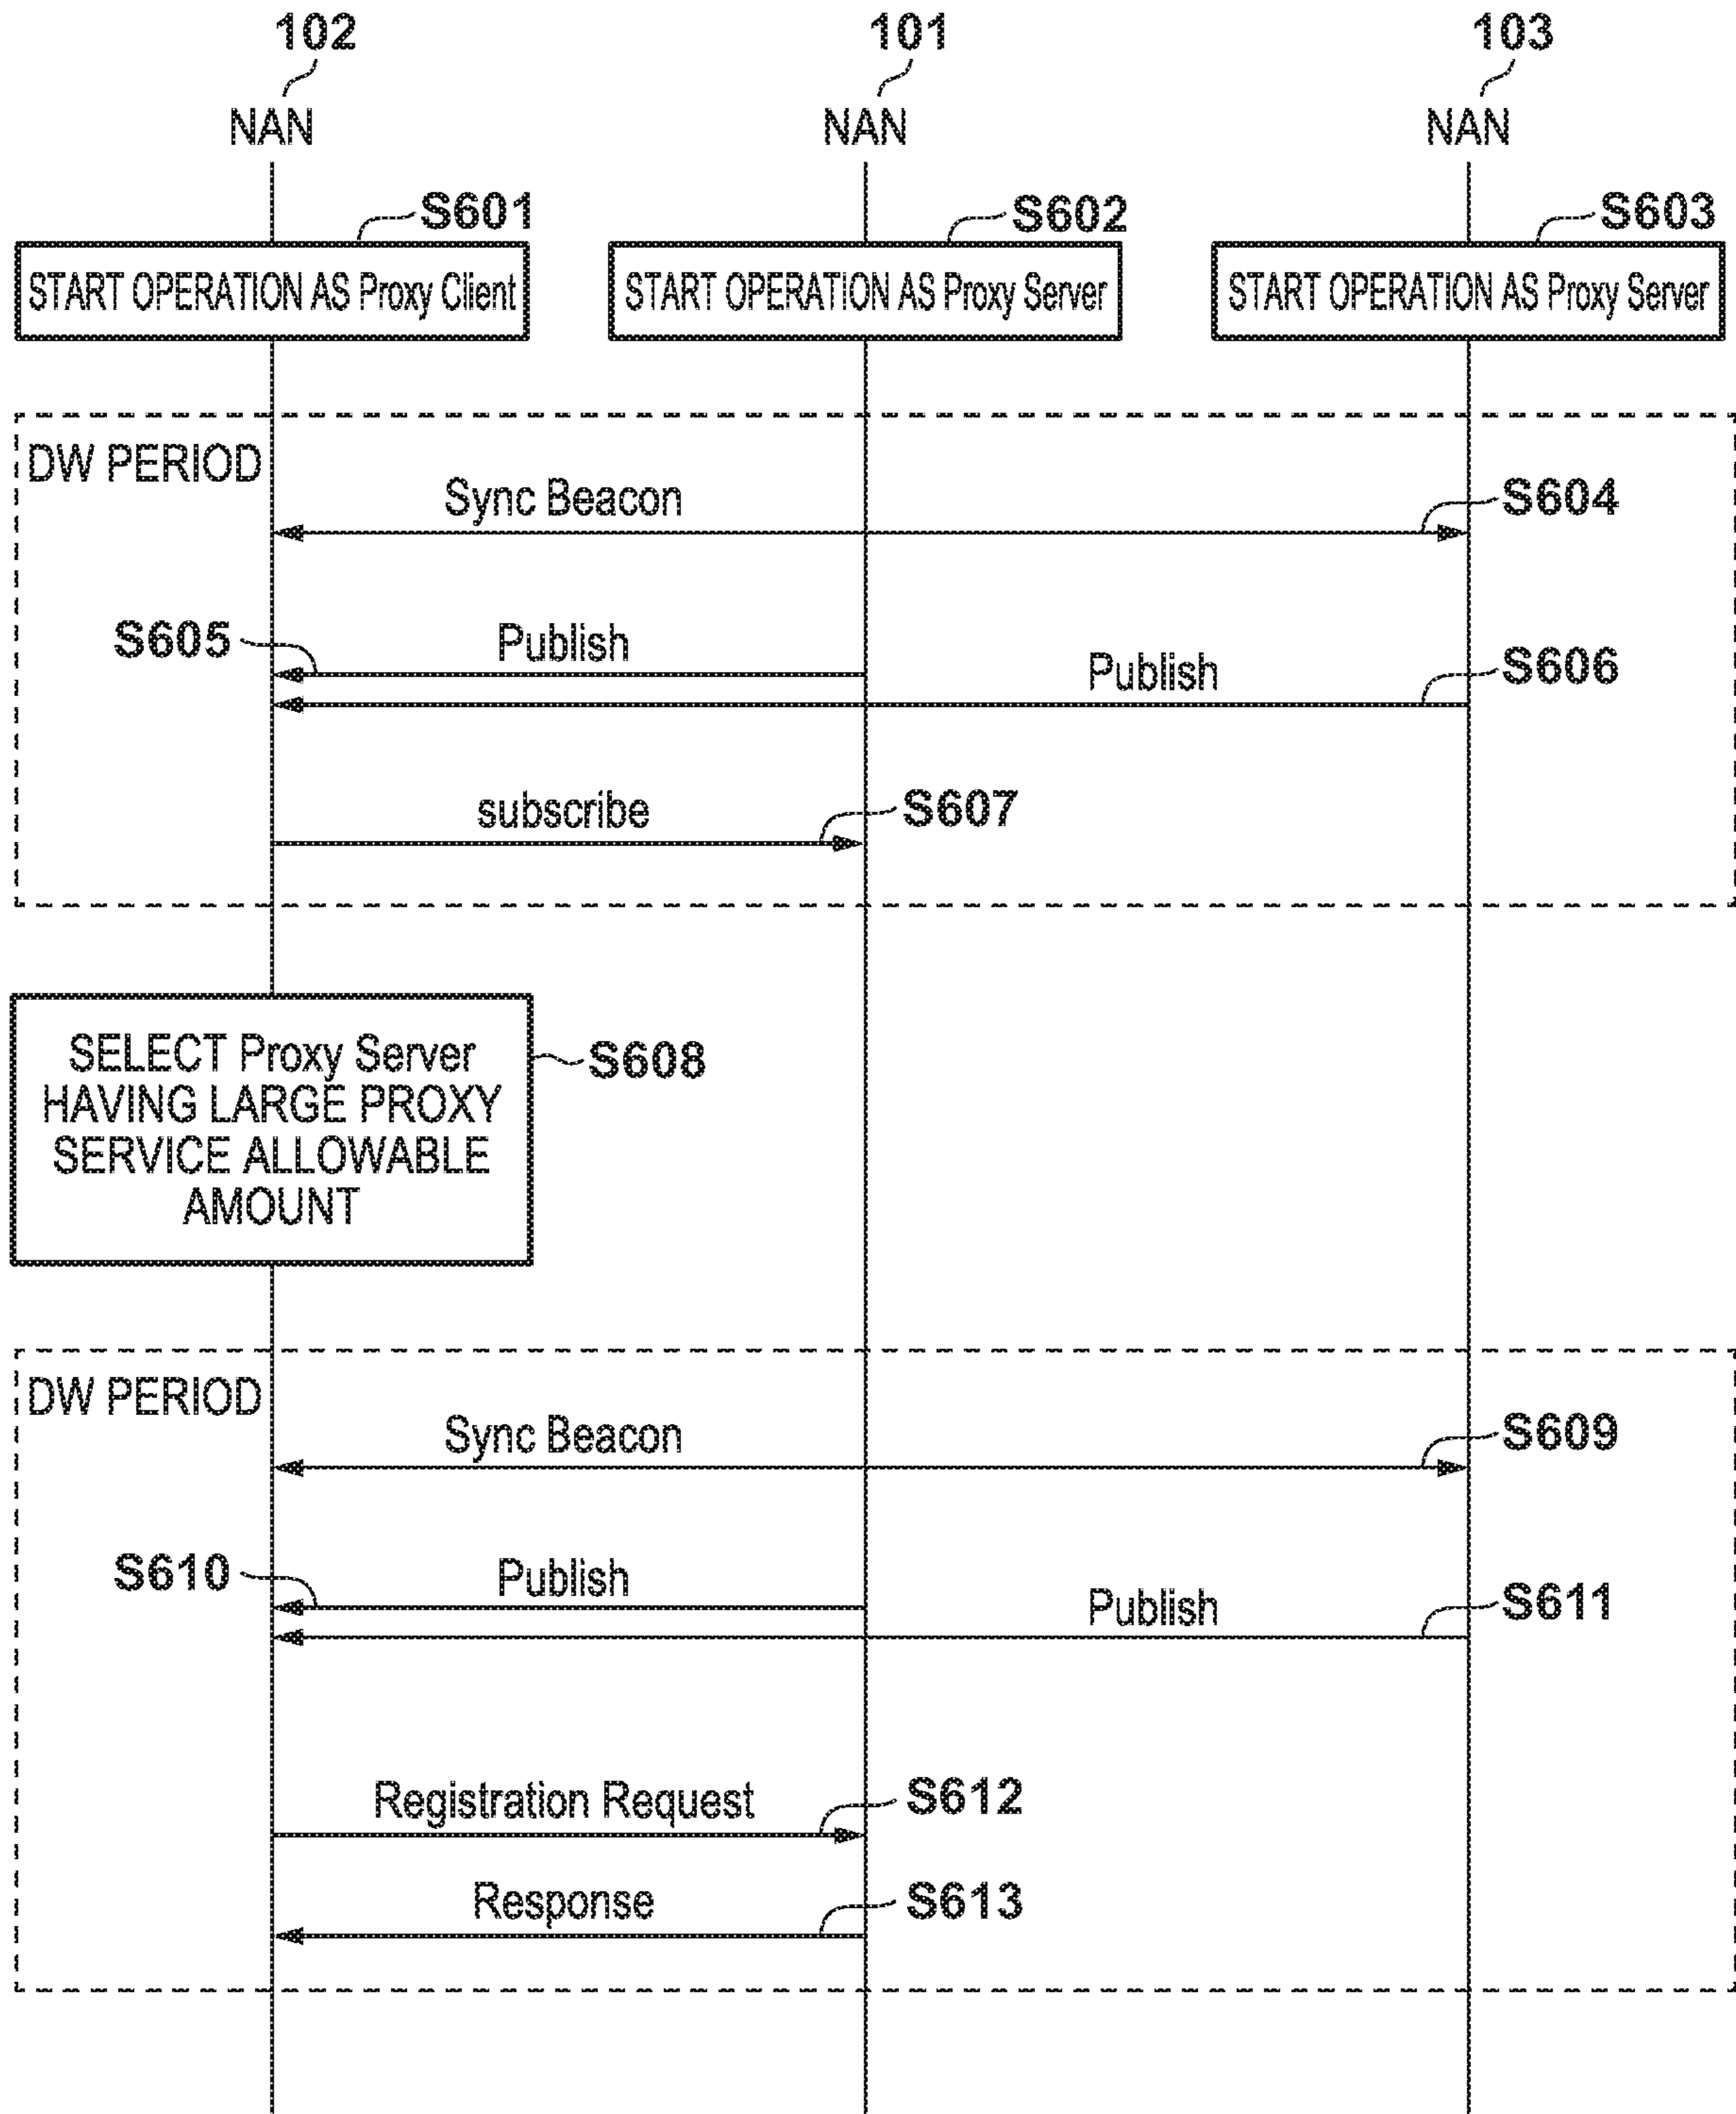 102
101
103
NAN
NAN
NAN
S601
S602
S603
START OPERATION AS Proxy Client
START OPERATION AS Proxy Server
START OPERATION AS Proxy Server
DW PERIOD
Sync Beacon
S604
S605
Publish
Publish
S606
subscribe
S607
SELECT Proxy Server
HAVING LARGE PROXY
SERVICE ALLOWABLE
AMOUNT
S608
DW PERIOD
Sync Beacon
S609
S610
Publish
Publish
S611
Registration Request
S612
Response
S613